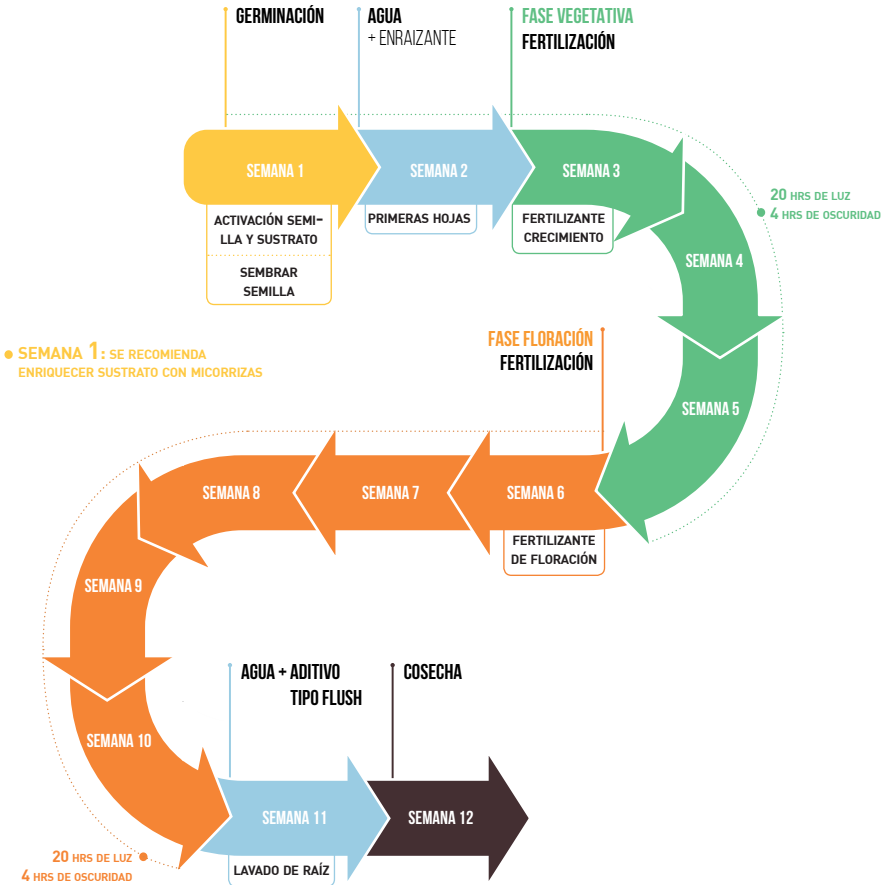 GERMINACIÓN
AGUA
+ ENRAIZANTE
FASE VEGETATIVA
FERTILIZACIÓN
SEMANA 1
SEMANA 2
SEMANA 3
ACTIVACIÓN SEMI-
LLA Y SUSTRATO
SEMBRAR
SEMILLA
PRIMERAS HOJAS
FERTILIZANTE
CRECIMIENTO
20 HRS DE LUZ
4 HRS DE OSCURIDAD
SEMANA 4
SEMANA 1: SE RECOMIENDA
ENRIQUECER SUSTRATO CON MICORRIZAS
FASE FLORACIÓN
FERTILIZACIÓN
SEMANA 5
SEMANA 6
SEMANA 7
SEMANA 8
FERTILIZANTE
DE FLORACIÓN
SEMANA 9
SEMANA 10
AGUA + ADITIVO
TIPO FLUSH
COSECHA
SEMANA 11
SEMANA 12
LAVADO DE RAÍZ
20 HRS DE LUZ
4 HRS DE OSCURIDAD